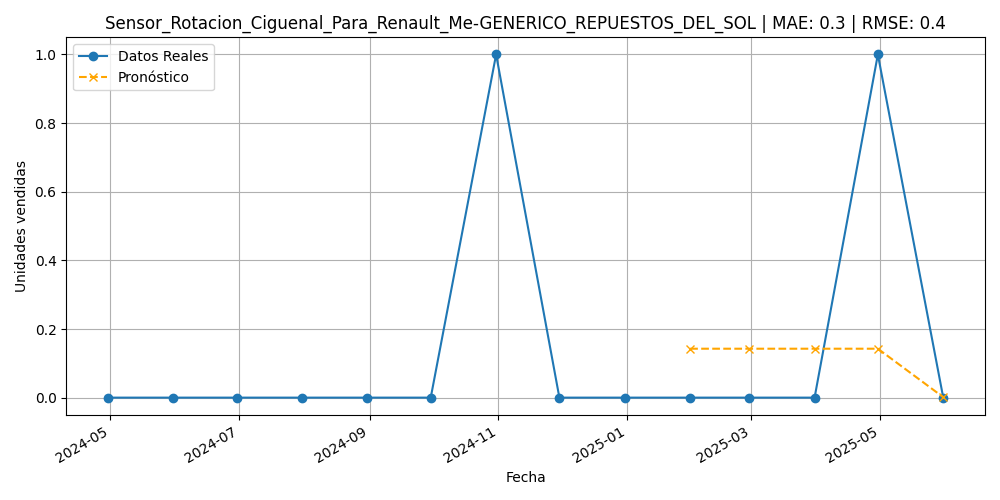 Sensor_Rotacion_Ciguenal_Para_Renault_Me-GENERICO_REPUESTOS_DEL_SOL | MAE: 0.3 | RMSE: 0.4
Datos Reales
Pronóstico
Unidades vendidas
1.0
0.8
0.6
0.4
0.2
0.0
2024-05
2024-07
2024-09
2024-11
2025-01
2025-03
2025-05
Fecha